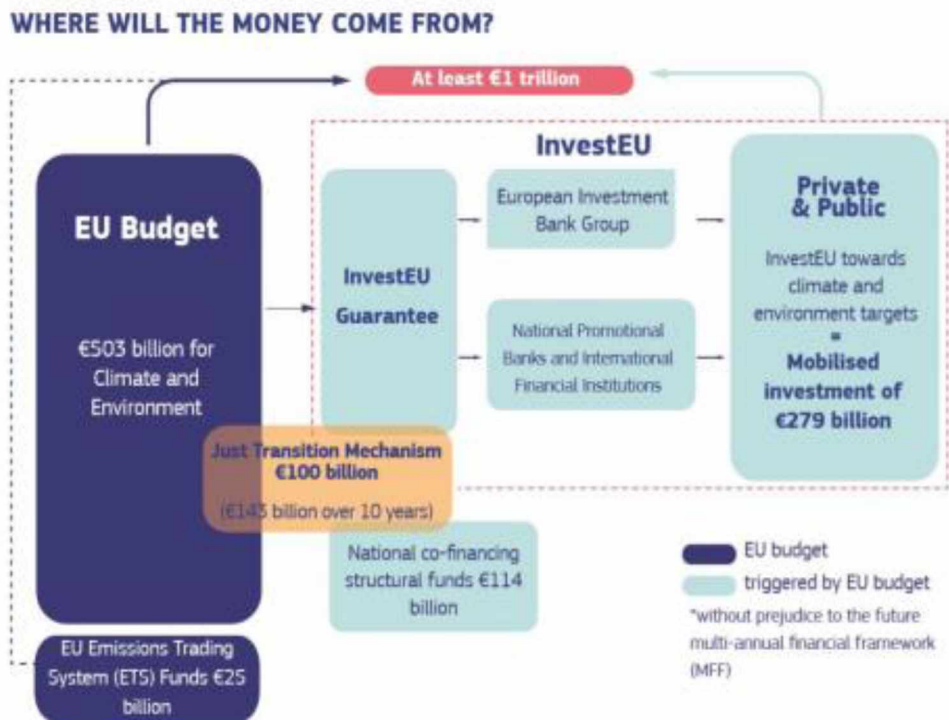 WHERE WILL THE MONEY COME FROM?
At least €1 trillion
EU Budget
€503 billion for
Climate and
Environment
InvestEU
InvestEU
Guarantee
European Investment
Bank Group
National Promotional
Banks and International
Financial Institutions
Private
& Public
InvestEU towards
climate and
environment targets
=
Mobilised
investment of
€279 billion
Just Transition Mechanism
€100 billion
(€143 billion over 10 years)
National co-financing
structural funds €114
billion
EU Emissions Trading
System (ETS) Funds €25
billion
EU budget
triggered by EU budget
*without prejudice to the future
multi-annual financial framework
(MFF)